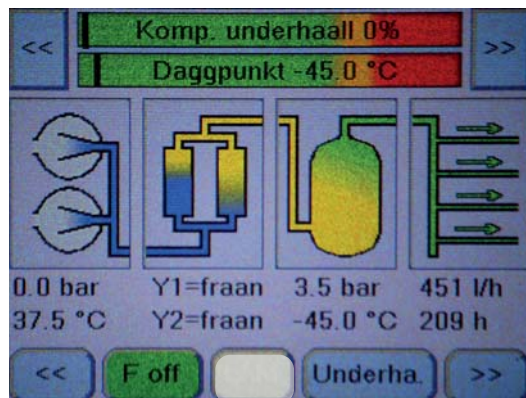 << Komp. underhaall 0% >>
Daggpunkt -45.0 °C
0.0 bar Y1=fraan 3.5 bar 451 l/h
37.5 °C Y2=fraan -45.0 °C 209 h
<< F off Underha. >>